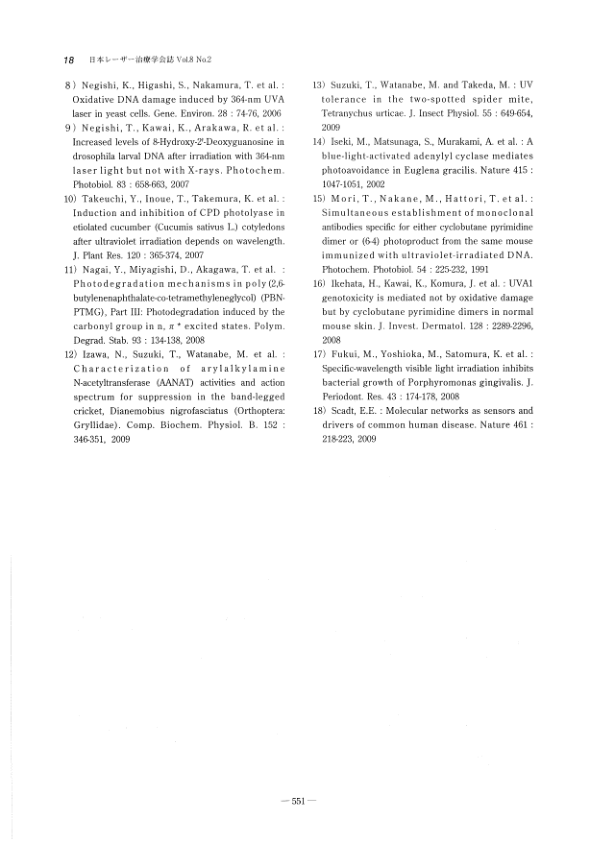 18 日本レーザー治療学会誌 Vol.8 No.2
8）Negishi, K., Higashi, S., Nakamura, T. et al. :
Oxidative DNA damage induced by 364-nm UVA
laser in yeast cells. Gene. Environ. 28 : 74-76, 2006
9）Negishi, T., Kawai, K., Arakawa, R. et al. :
Increased levels of 8-Hydroxy-2'-Deoxyguanosine in
drosophila larval DNA after irradiation with 364-nm
laser light but not with X-rays. Photochem.
Photobiol. 83 : 658-663, 2007
10）Takeuchi, Y., Inoue, T., Takemura, K. et al. :
Induction and inhibition of CPD photolyase in
etiolated cucumber (Cucumis sativus L.) cotyledons
after ultraviolet irradiation depends on wavelength.
J. Plant Res. 120 : 365-374, 2007
11）Nagai, Y., Miyagishi, D., Akagawa, T. et al. :
Photodegradation mechanisms in poly (2,6-
butylenenaphthalate-co-tetramethyleneglycol) (PBN-
PTMG), Part III: Photodegradation induced by the
carbonyl group in n, π* excited states. Polym.
Degrad. Stab. 93 : 134-138, 2008
12）Izawa, N., Suzuki, T., Watanabe, M. et al. :
Characterization of arylalkylamine
N-acetyltransferase (AANAT) activities and action
spectrum for suppression in the band-legged
cricket, Dianemobius nigrofasciatus (Orthoptera:
Gryllidae). Comp. Biochem. Physiol. B. 152 :
346-351, 2009
13）Suzuki, T., Watanabe, M. and Takeda, M. : UV
tolerance in the two-spotted spider mite,
Tetranychus urticae. J. Insect Physiol. 55 : 649-654,
2009
14）Iseki, M., Matsunaga, S., Murakami, A. et al. : A
blue-light-activated adenylyl cyclase mediates
photoavoidance in Euglena gracilis. Nature 415 :
1047-1051, 2002
15）Mori, T., Nakane, M., Hattori, T. et al. :
Simultaneous establishment of monoclonal
antibodies specific for either cyclobutane pyrimidine
dimer or (6-4) photoproduct from the same mouse
immunized with ultraviolet-irradiated DNA.
Photochem. Photobiol. 54 : 225-232, 1991
16）Ikehata, H., Kawai, K., Komura, J. et al. : UVA1
genotoxicity is mediated not by oxidative damage
but by cyclobutane pyrimidine dimers in normal
mouse skin. J. Invest. Dermatol. 128 : 2289-2296,
2008
17）Fukui, M., Yoshioka, M., Satomura, K. et al. :
Specific-wavelength visible light irradiation inhibits
bacterial growth of Porphyromonas gingivalis. J.
Periodont. Res. 43 : 174-178, 2008
18）Scadt, E.E. : Molecular networks as sensors and
drivers of common human disease. Nature 461 :
218-223, 2009
— 551 —